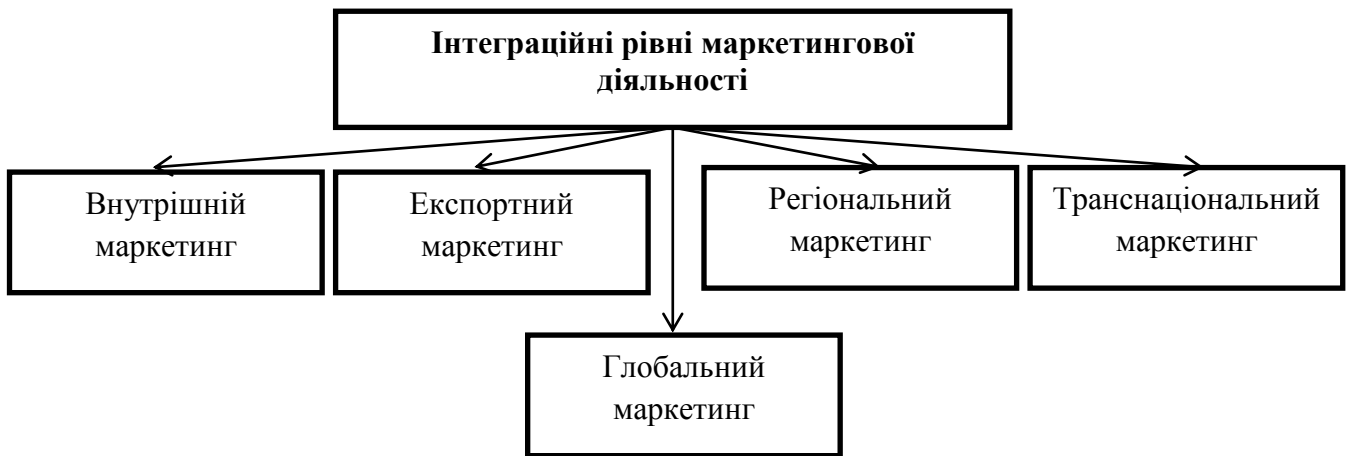 Інтеграційні рівні маркетингової
діяльності
Внутрішній
маркетинг
Експортний
маркетинг
Регіональний
маркетинг
Транснаціональний
маркетинг
Глобальний
маркетинг